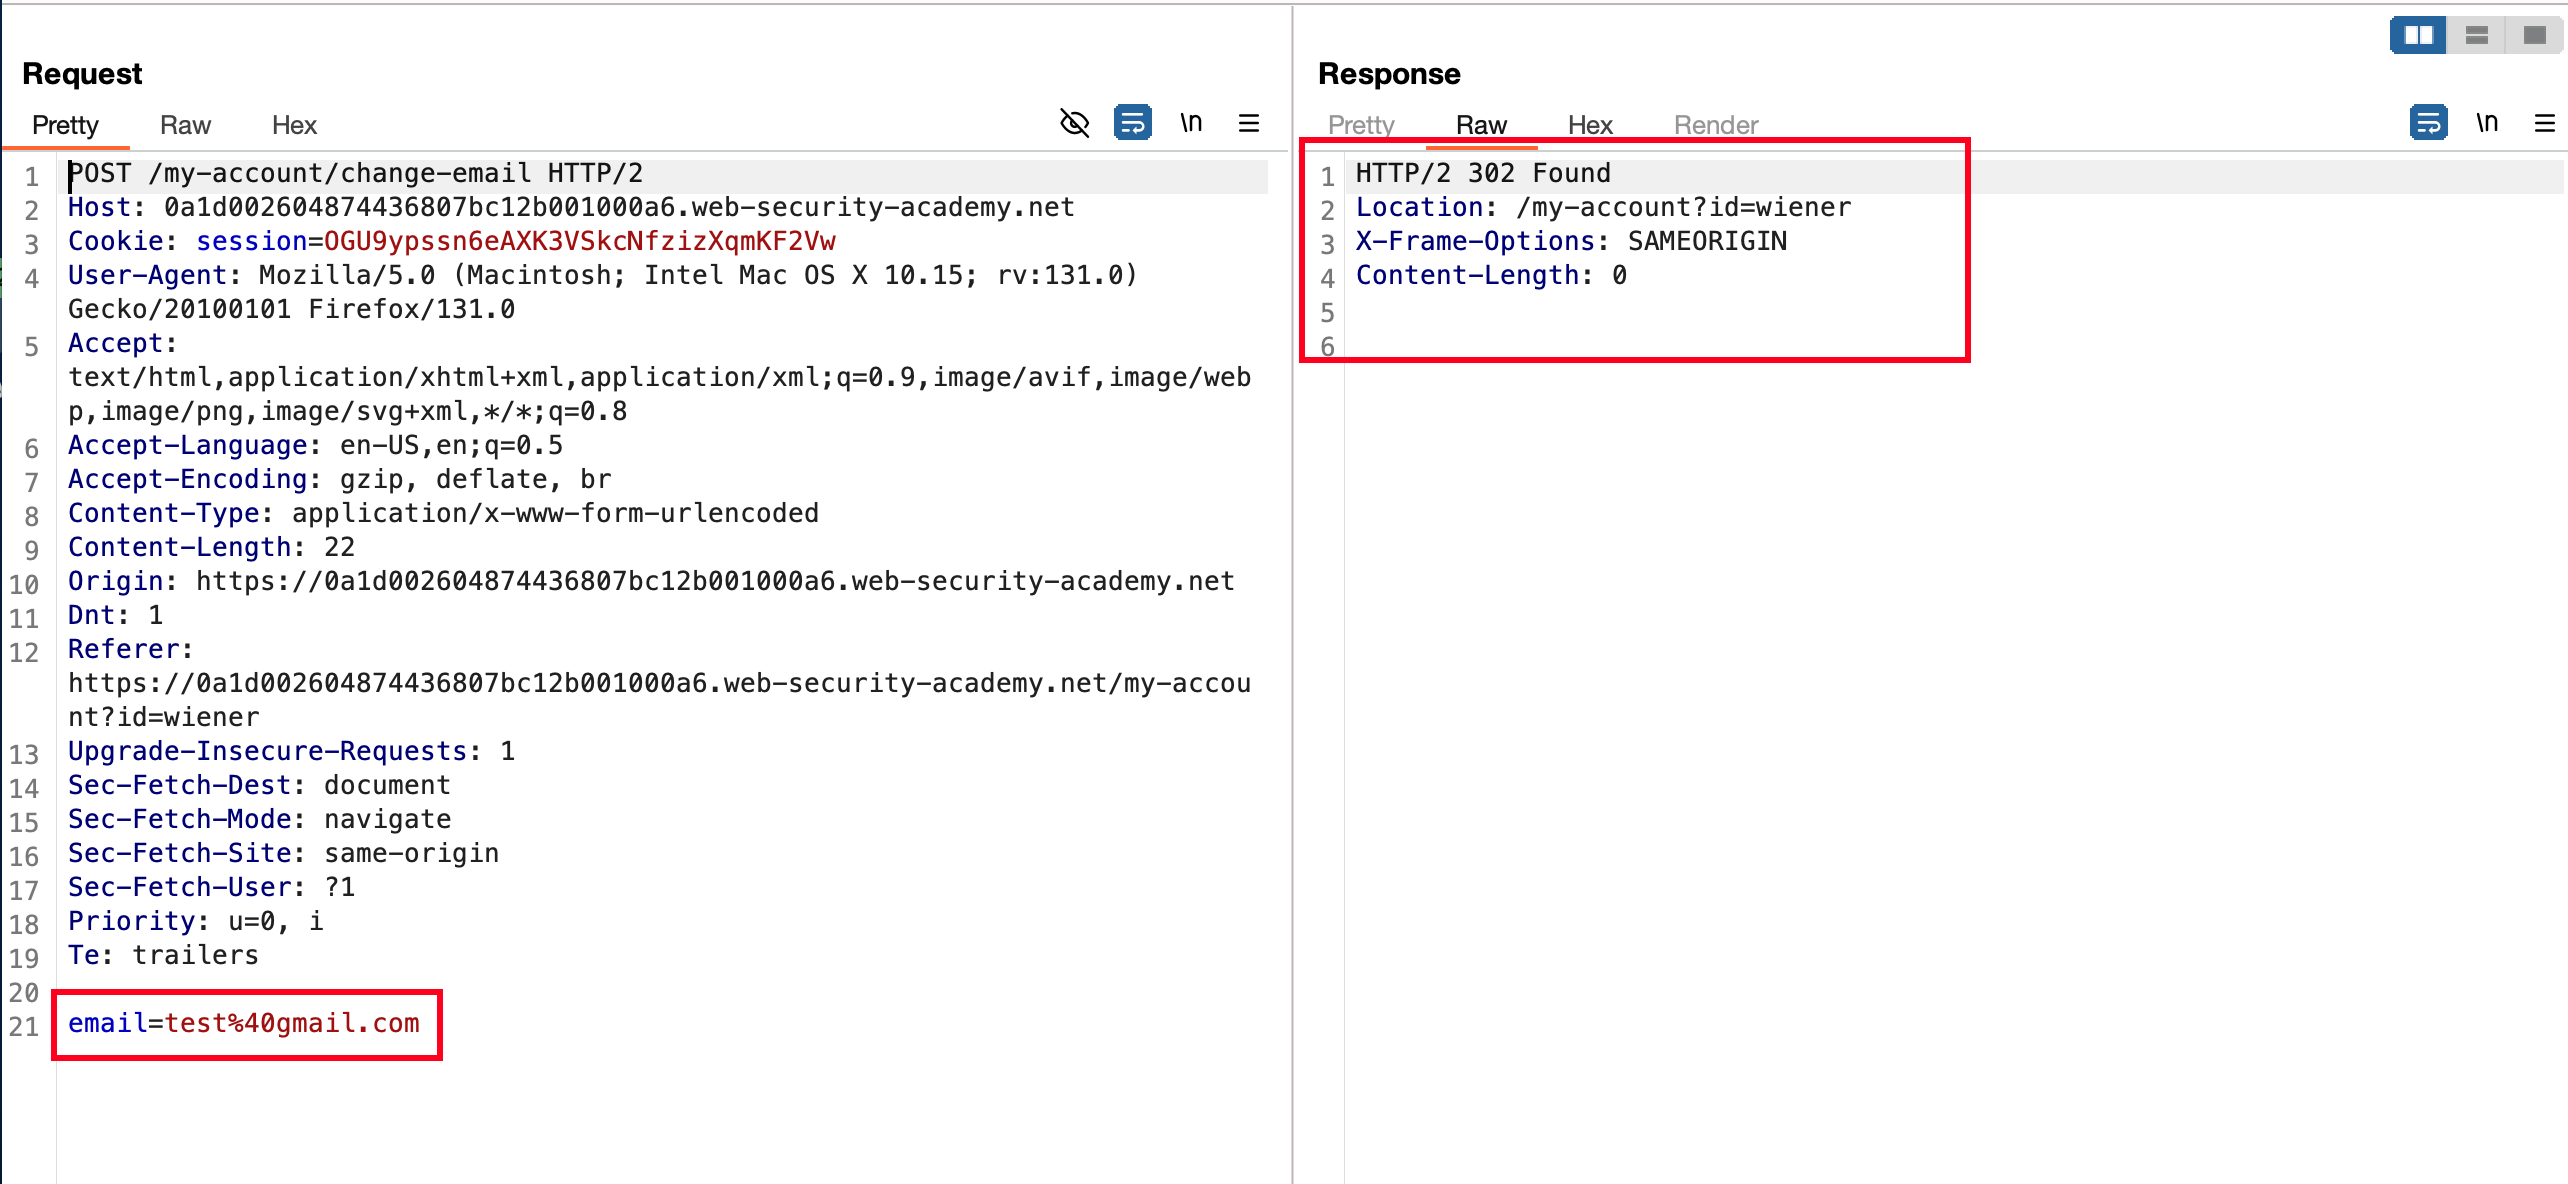 Request
Pretty Raw Hex
\n
1 POST /my-account/change-email HTTP/2
2 Host: 0a1d002604874436807bc12b001000a6.web-security-academy.net
3 Cookie: session=OGU9ypssn6eAXK3VSkcNfzizXqmKF2Vw
4 User-Agent: Mozilla/5.0 (Macintosh; Intel Mac OS X 10.15; rv:131.0)
Gecko/20100101 Firefox/131.0
5 Accept:
text/html,application/xhtml+xml,application/xml;q=0.9,image/avif,image/web
p,image/png,image/svg+xml,*/*;q=0.8
6 Accept-Language: en-US,en;q=0.5
7 Accept-Encoding: gzip, deflate, br
8 Content-Type: application/x-www-form-urlencoded
9 Content-Length: 22
10 Origin: https://0a1d002604874436807bc12b001000a6.web-security-academy.net
11 Dnt: 1
12 Referer:
https://0a1d002604874436807bc12b001000a6.web-security-academy.net/my-accou
nt?id=wiener
13 Upgrade-Insecure-Requests: 1
14 Sec-Fetch-Dest: document
15 Sec-Fetch-Mode: navigate
16 Sec-Fetch-Site: same-origin
17 Sec-Fetch-User: ?1
18 Priority: u=0, i
19 Te: trailers
20
21 email=test%40gmail.com
Response
Pretty Raw Hex Render
\n
1 HTTP/2 302 Found
2 Location: /my-account?id=wiener
3 X-Frame-Options: SAMEORIGIN
4 Content-Length: 0
5
6